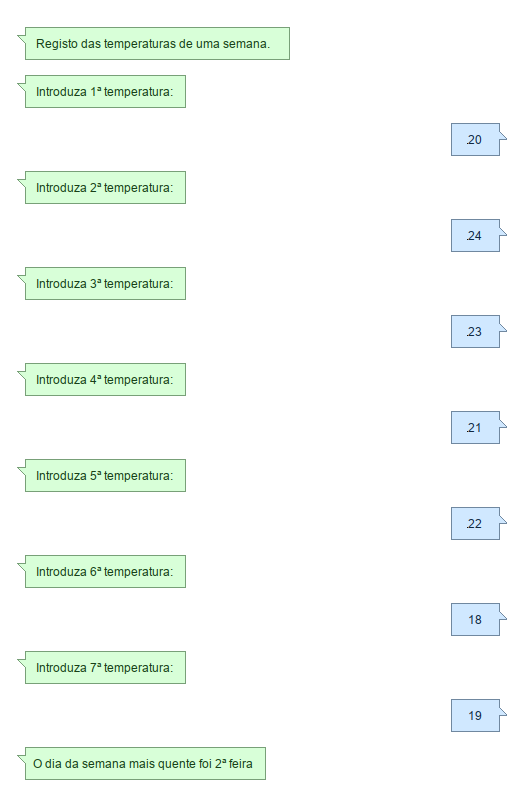 Registo das temperaturas de uma semana.
Introduza 1ª temperatura:
.20
Introduza 2ª temperatura:
.24
Introduza 3ª temperatura:
.23
Introduza 4ª temperatura:
.21
Introduza 5ª temperatura:
.22
Introduza 6ª temperatura:
18
Introduza 7ª temperatura:
19
O dia da semana mais quente foi 2ª feira